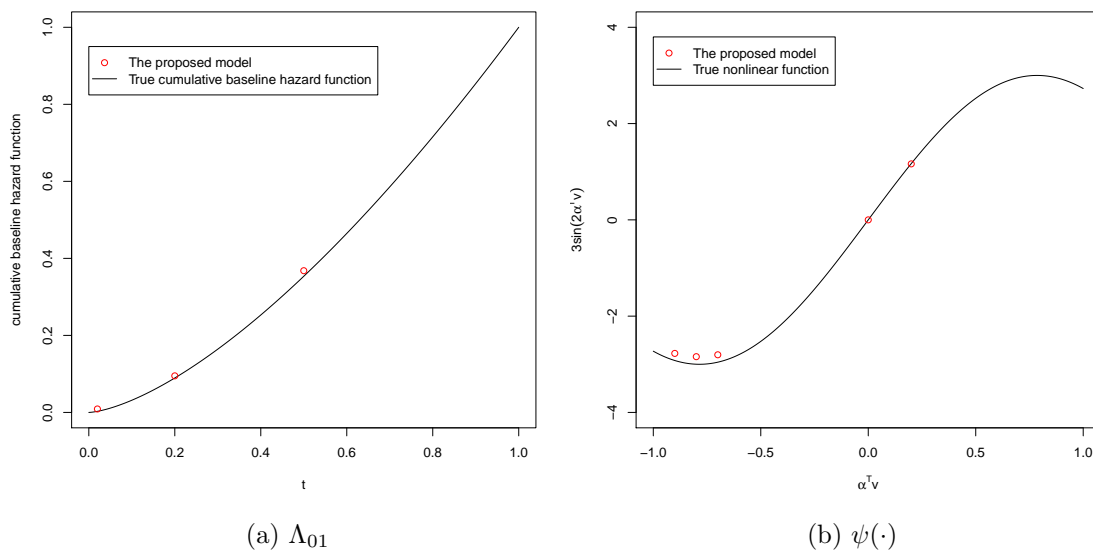 The proposed model
True cumulative baseline hazard function
cumulative baseline hazard function
0.0
0.2
0.4
0.6
0.8
1.0
0.0
0.2
0.4
0.6
0.8
1.0
t
(a) Λ₀₁
The proposed model
True nonlinear function
3sin(2α'v)
−4
−2
0
2
4
−1.0
−0.5
0.0
0.5
1.0
αᵀv
(b) ψ(·)